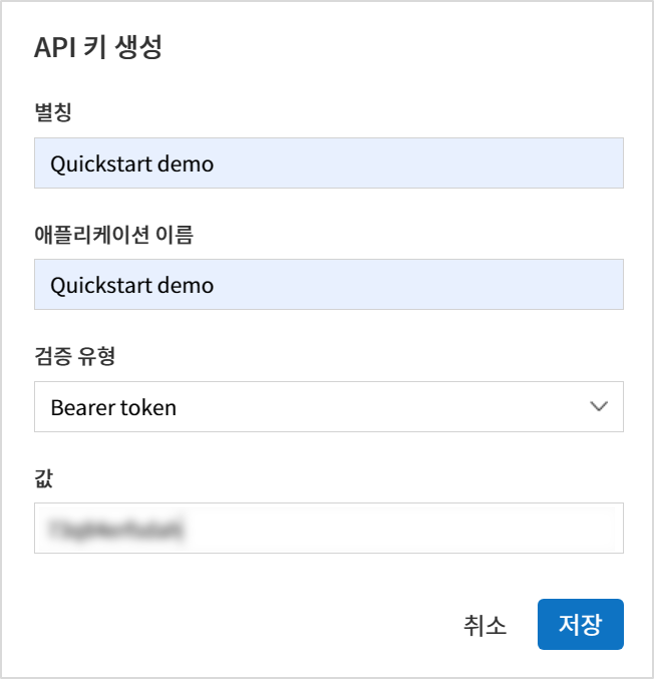 API 키 생성
별칭
Quickstart demo
애플리케이션 이름
Quickstart demo
검증 유형
Bearer token
값
취소
저장